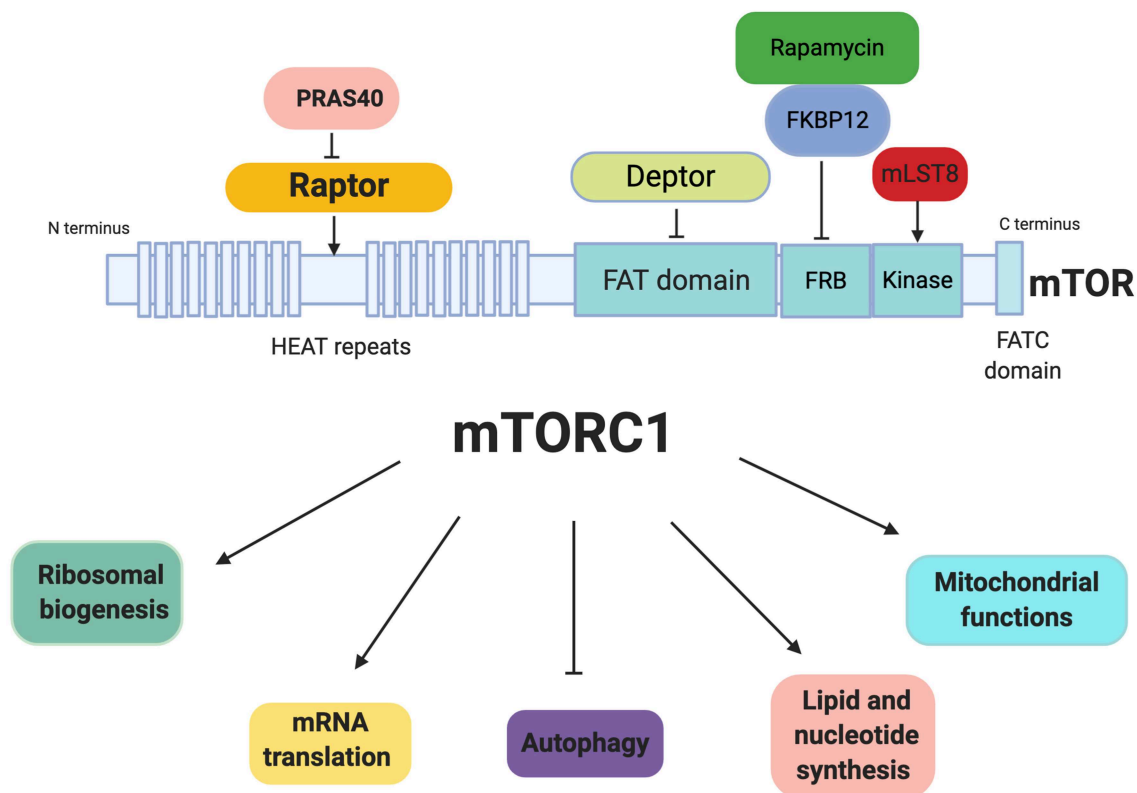 Rapamycin
PRAS40
FKBP12
Raptor
Deptor
mLST8
N terminus
C terminus
FAT domain
FRB
Kinase
mTOR
HEAT repeats
FATC
domain
mTORC1
Ribosomal
biogenesis
Mitochondrial
functions
mRNA
translation
Autophagy
Lipid and
nucleotide
synthesis